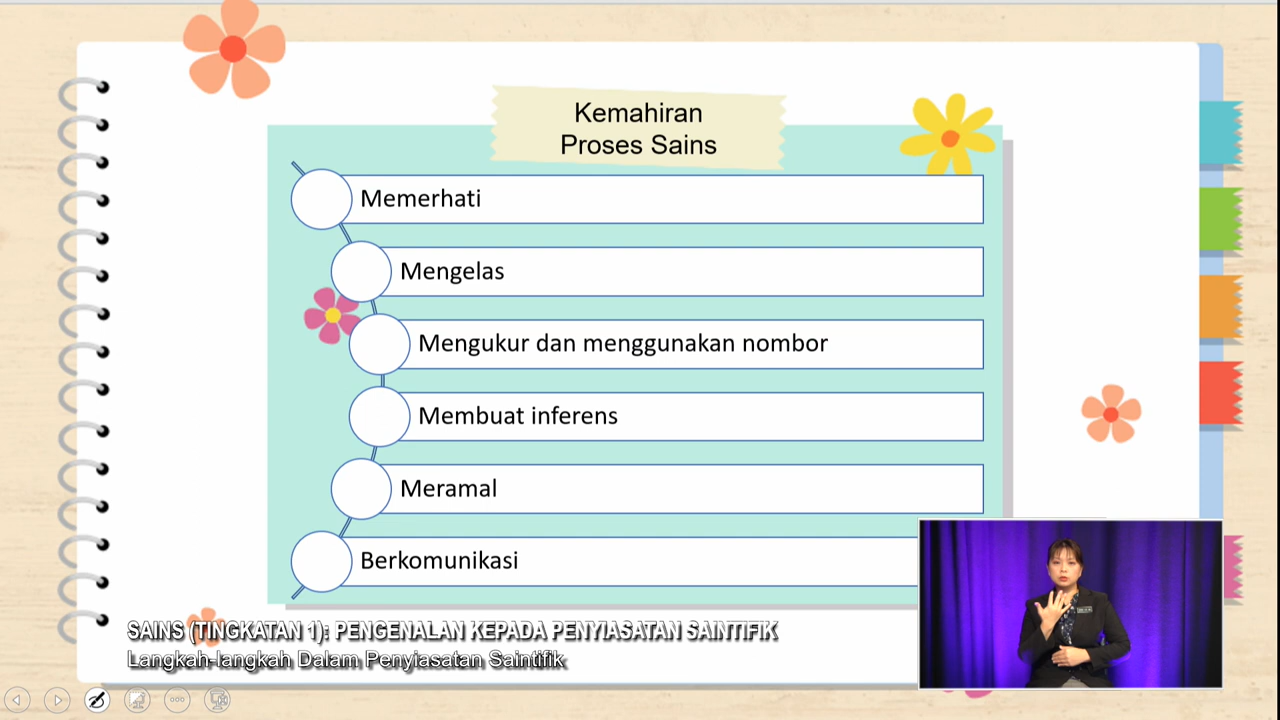 Kemahiran
Proses Sains
Memerhati
Mengelas
Mengukur dan menggunakan nombor
Membuat inferens
Meramal
Berkomunikasi
SAINS (TINGKATAN 1): PENGENALAN KEPADA PENYIASATAN SAINTIFIK
Langkah-langkah Dalam Penyiasatan Saintifik